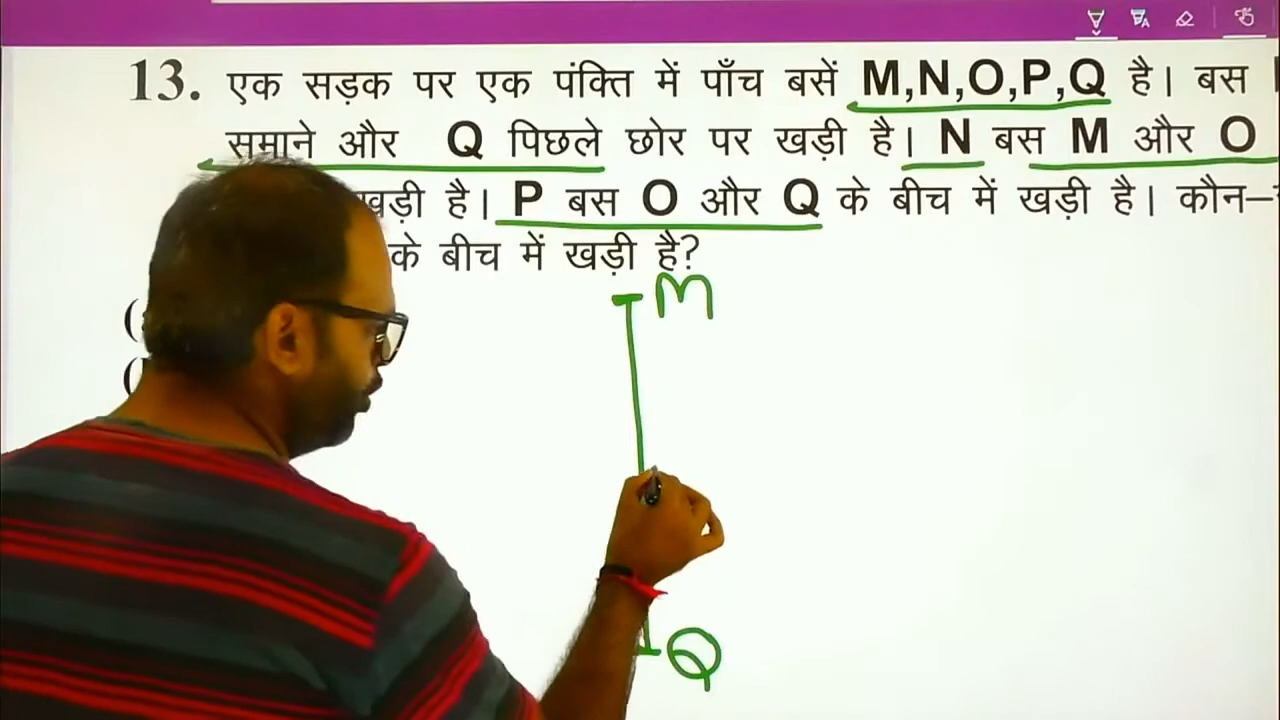 13. एक सड़क पर एक पंक्ति में पाँच बसें M,N,O,P,Q है। बस
समाने और Q पिछले छोर पर खड़ी है। N बस M और O
खड़ी है। P बस O और Q के बीच में खड़ी है। कौन–
के बीच में खड़ी है?
M
Q